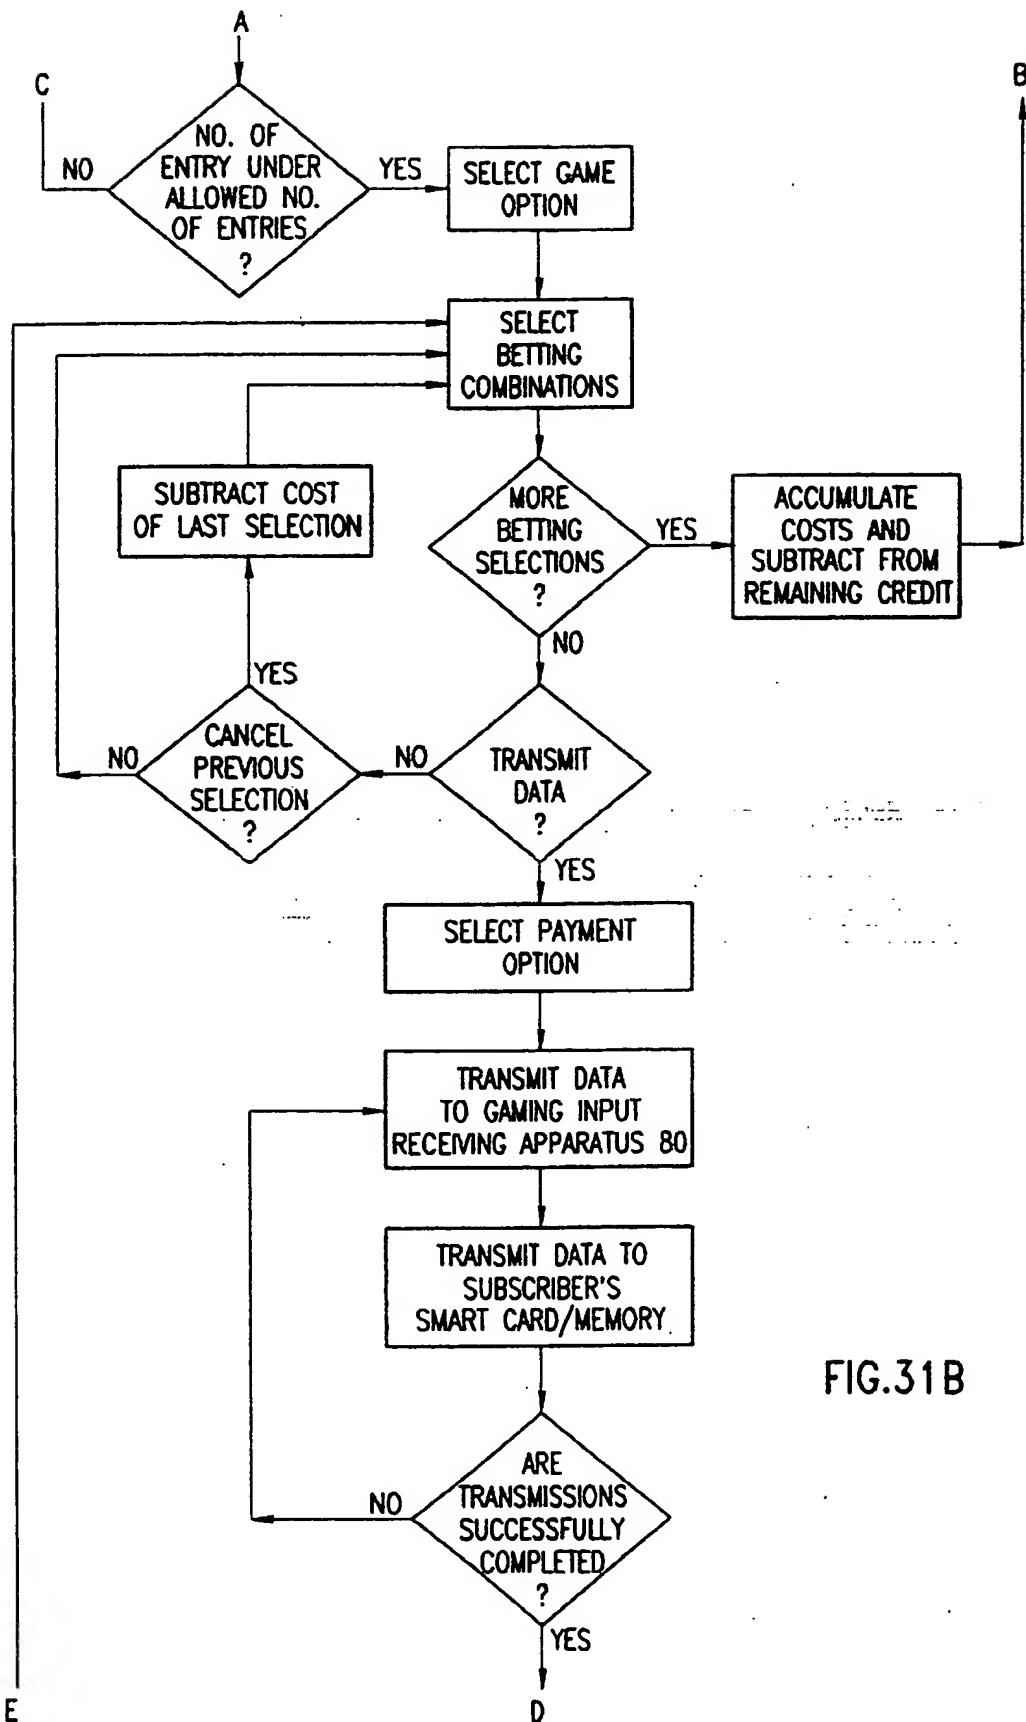 A
C
B
NO. OF
ENTRY UNDER
ALLOWED NO.
OF ENTRIES
?
NO
YES
SELECT GAME
OPTION
SELECT
BETTING
COMBINATIONS
SUBTRACT COST
OF LAST SELECTION
MORE
BETTING
SELECTIONS
?
YES
ACCUMULATE
COSTS AND
SUBTRACT FROM
REMAINING CREDIT
NO
YES
CANCEL
PREVIOUS
SELECTION
?
NO
NO
TRANSMIT
DATA
?
YES
SELECT PAYMENT
OPTION
TRANSMIT DATA
TO GAMING INPUT
RECEIVING APPARATUS 80
TRANSMIT DATA TO
SUBSCRIBER'S
SMART CARD/MEMORY
FIG.31B
ARE
TRANSMISSIONS
SUCCESSFULLY
COMPLETED
?
NO
YES
E
D